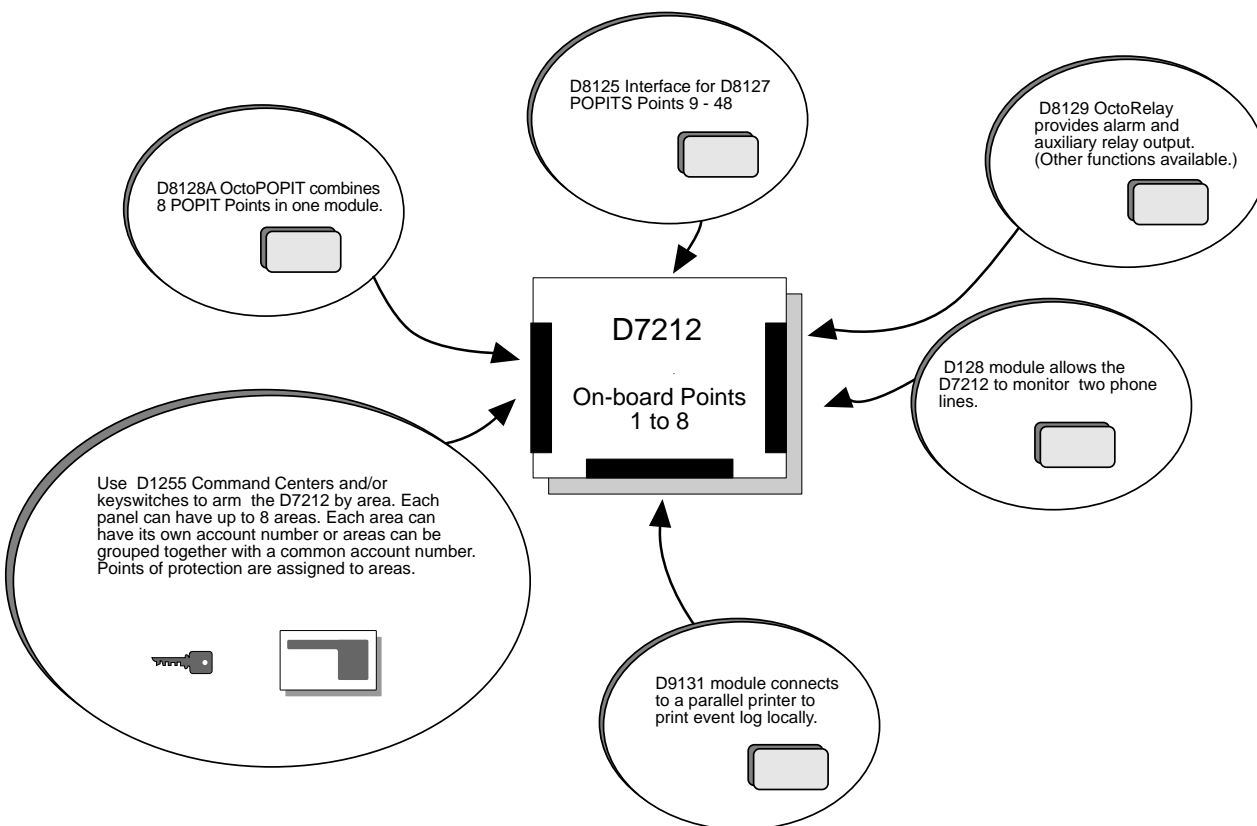 D8125 Interface for D8127
POPITS Points 9 - 48
D8129 OctoRelay
provides alarm and
auxiliary relay output.
(Other functions available.)
D8128A OctoPOPIT combines
8 POPIT Points in one module.
D7212
On-board Points
1 to 8
D128 module allows the
D7212 to monitor two phone
lines.
Use D1255 Command Centers and/or
keyswitches to arm the D7212 by area. Each
panel can have up to 8 areas. Each area can
have its own account number or areas can be
grouped together with a common account number.
Points of protection are assigned to areas.
D9131 module connects
to a parallel printer to
print event log locally.